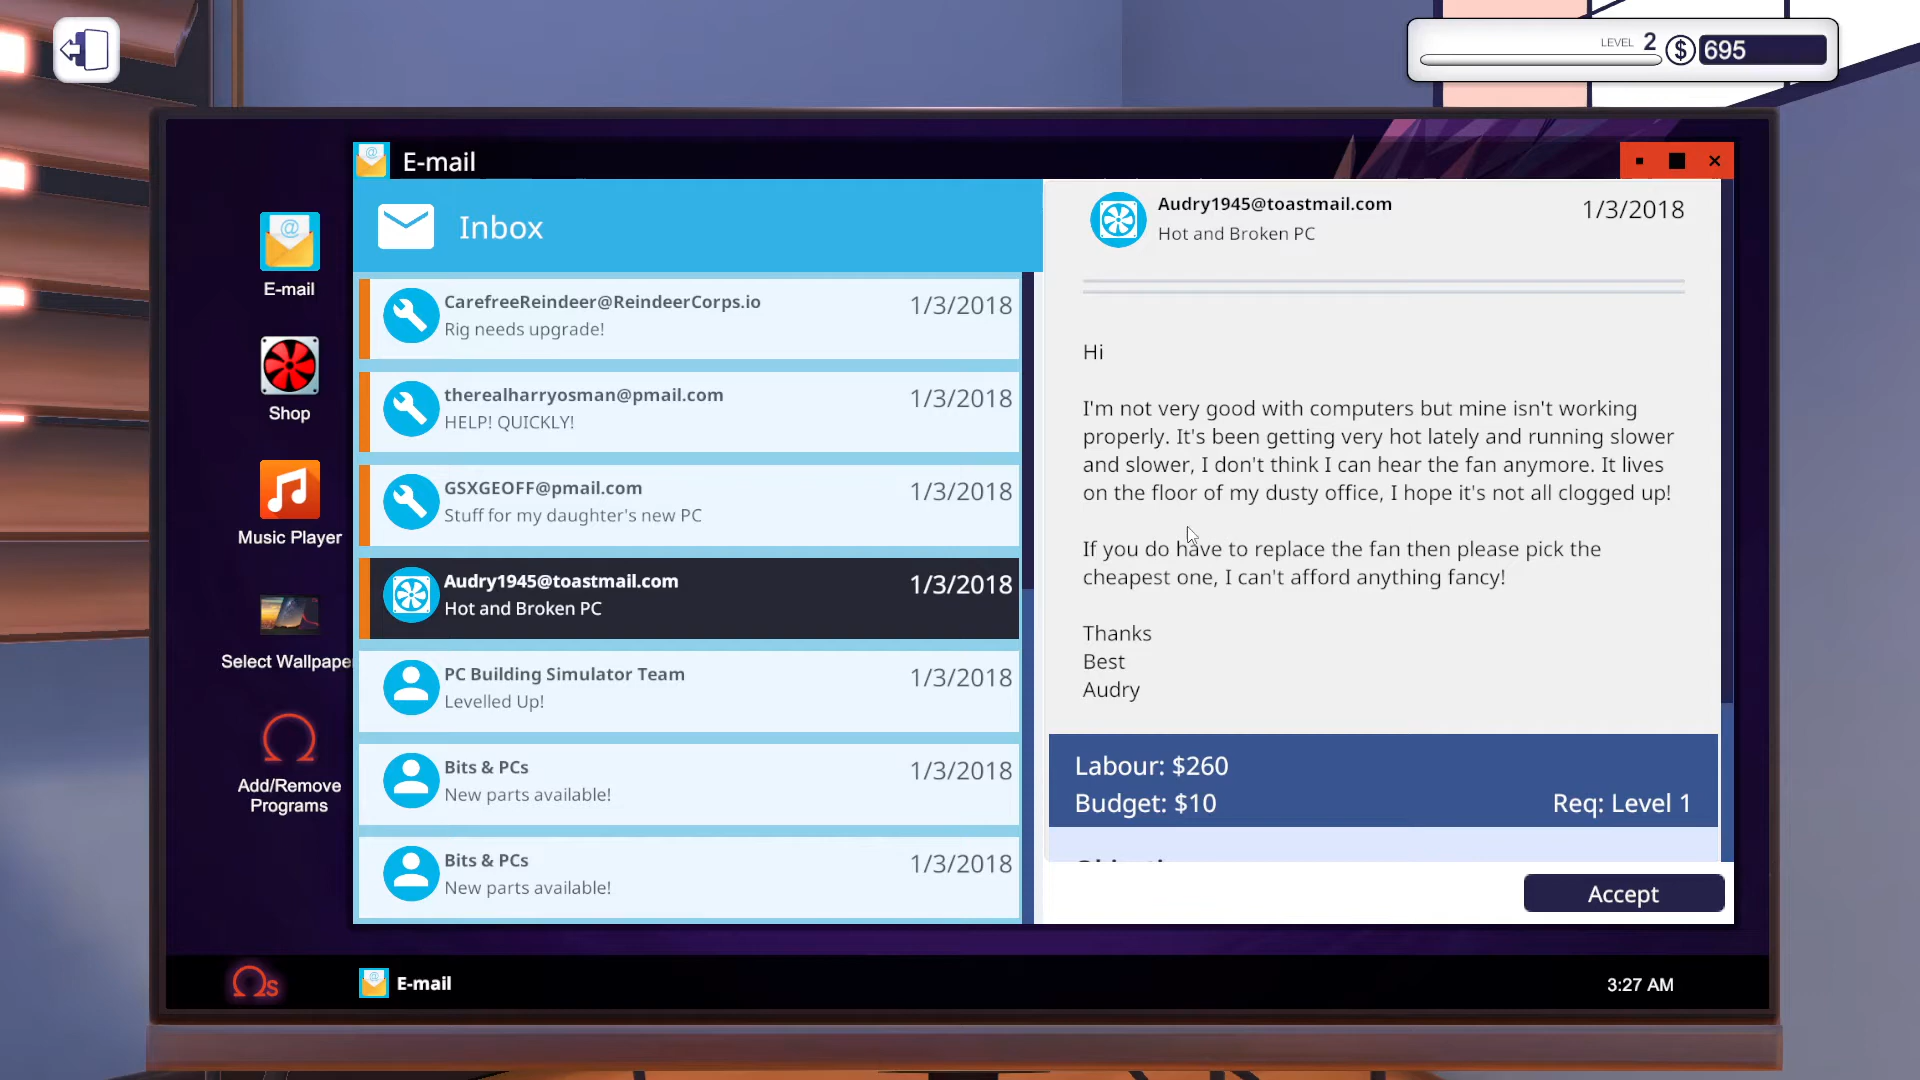 LEVEL 2 $ 695
E-mail
Inbox
E-mail
Shop
Music Player
Select Wallpape
Add/Remove
Programs
CarefreeReindeer@ReindeerCorps.io 1/3/2018
Rig needs upgrade!
therealharryosman@pmail.com 1/3/2018
HELP! QUICKLY!
GSXGEOFF@pmail.com 1/3/2018
Stuff for my daughter's new PC
Audry1945@toastmail.com 1/3/2018
Hot and Broken PC
PC Building Simulator Team 1/3/2018
Levelled Up!
Bits & PCs 1/3/2018
New parts available!
Bits & PCs 1/3/2018
New parts available!
Audry1945@toastmail.com 1/3/2018
Hot and Broken PC
Hi
I'm not very good with computers but mine isn't working
properly. It's been getting very hot lately and running slower
and slower, I don't think I can hear the fan anymore. It lives
on the floor of my dusty office, I hope it's not all clogged up!
If you do have to replace the fan then please pick the
cheapest one, I can't afford anything fancy!
Thanks
Best
Audry
Labour: $260
Budget: $10 Req: Level 1
Accept
Ωs
E-mail
3:27 AM